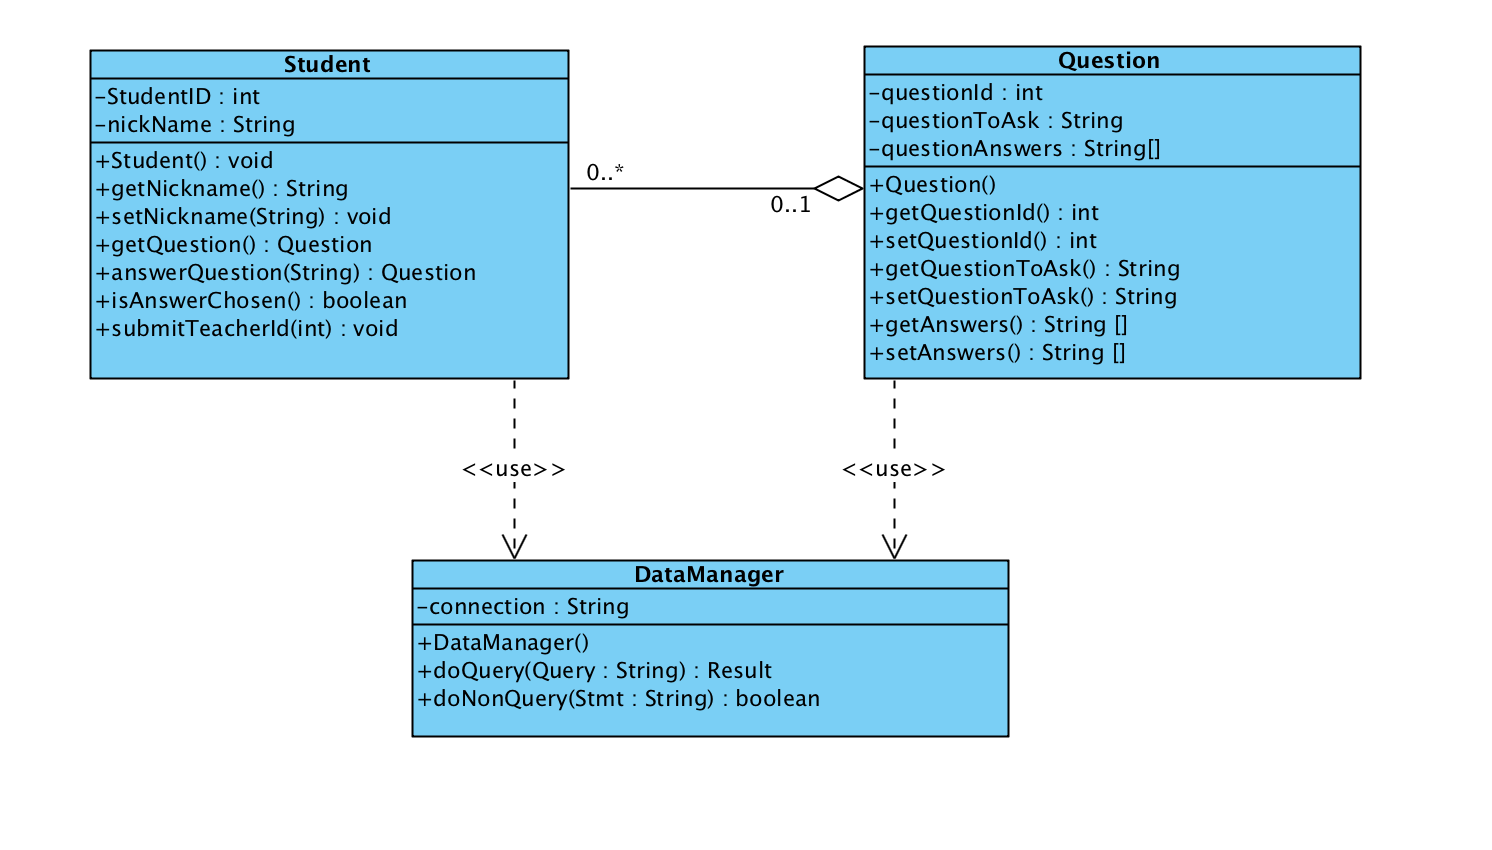 Student
-StudentID : int
-nickName : String
+Student() : void
+getNickname() : String
+setNickname(String) : void
+getQuestion() : Question
+answerQuestion(String) : Question
+isAnswerChosen() : boolean
+submitTeacherId(int) : void
0..*
0..1
Question
-questionId : int
-questionToAsk : String
-questionAnswers : String[]
+Question()
+getQuestionId() : int
+setQuestionId() : int
+getQuestionToAsk() : String
+setQuestionToAsk() : String
+getAnswers() : String []
+setAnswers() : String []
<<use>>
<<use>>
DataManager
-connection : String
+DataManager()
+doQuery(Query : String) : Result
+doNonQuery(Stmt : String) : boolean